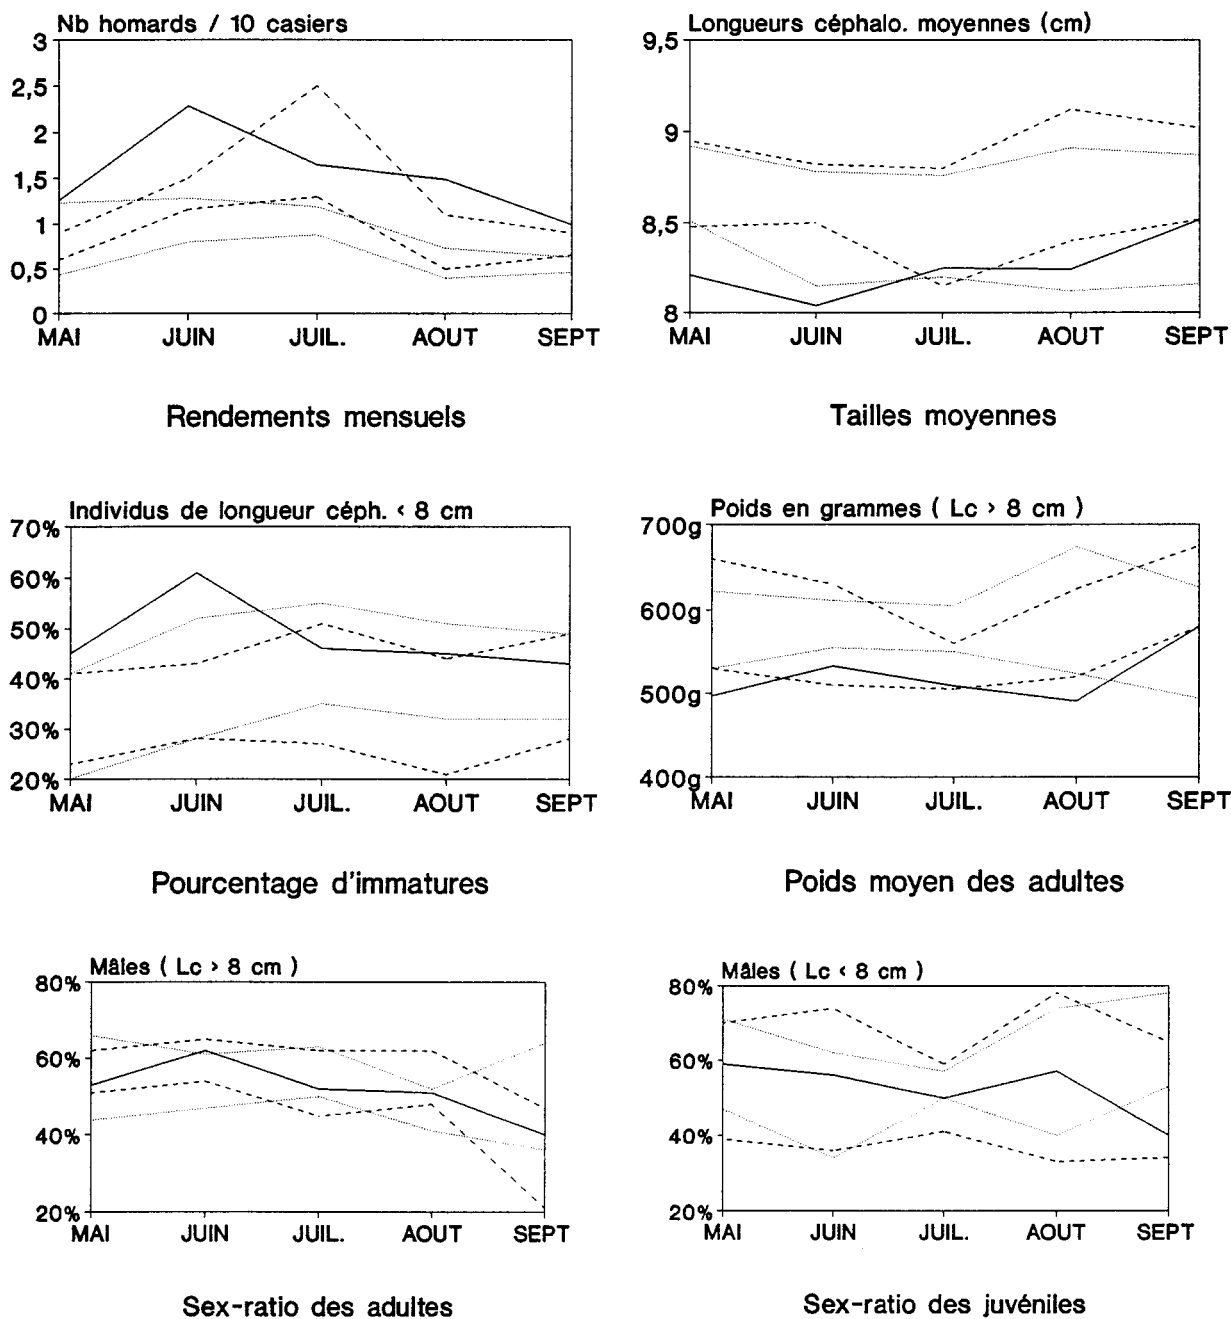 Nb homards / 10 casiers
3
2,5
2
1,5
1
0,5
0
MAI JUIN JUIL. AOUT SEPT
Rendements mensuels
Longueurs céphalo. moyennes (cm)
9,5
9
8,5
8
MAI JUIN JUIL. AOUT SEPT
Tailles moyennes
Individus de longueur céph. < 8 cm
70%
60%
50%
40%
30%
20%
MAI JUIN JUIL. AOUT SEPT
Pourcentage d'immatures
Poids en grammes ( Lc > 8 cm )
700g
600g
500g
400g
MAI JUIN JUIL. AOUT SEPT
Poids moyen des adultes
Mâles ( Lc > 8 cm )
80%
60%
40%
20%
MAI JUIN JUIL. AOUT SEPT
Sex-ratio des adultes
Mâles ( Lc < 8 cm )
80%
60%
40%
20%
MAI JUIN JUIL. AOUT SEPT
Sex-ratio des juvéniles